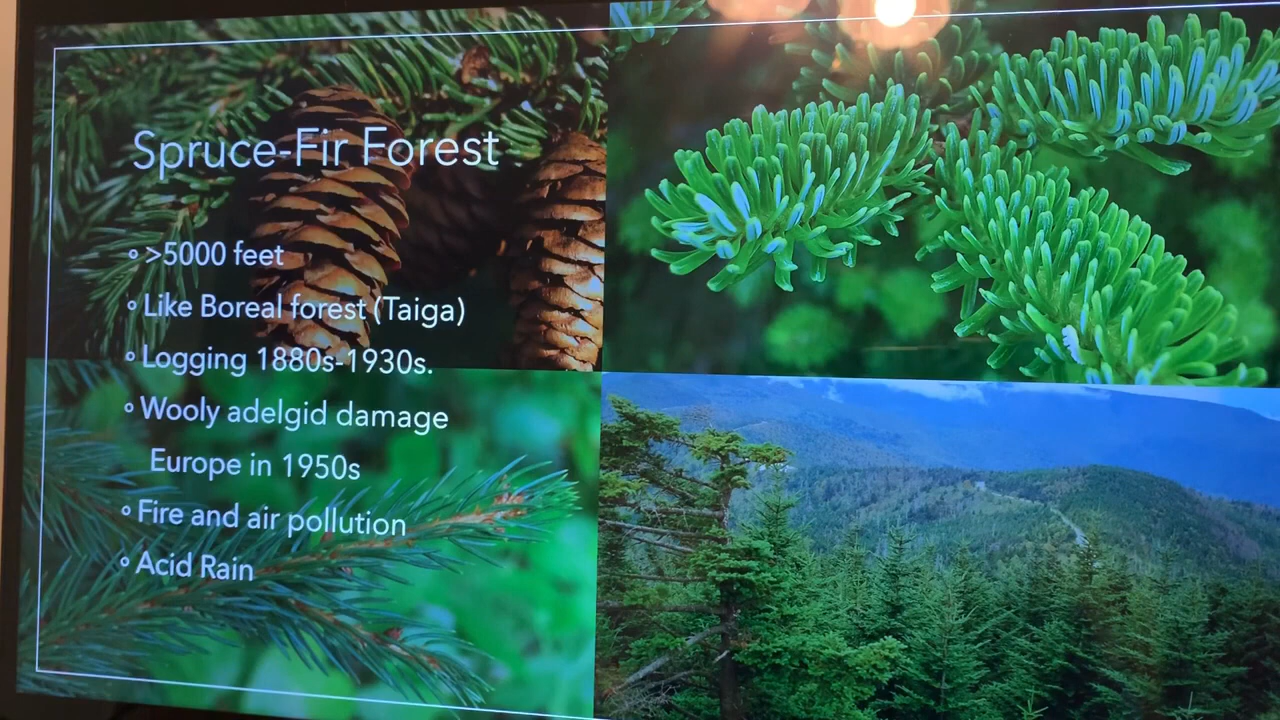 Spruce-Fir Forest
◦ >5000 feet
◦ Like Boreal forest (Taiga)
◦ Logging 1880s-1930s.
◦ Wooly adelgid damage
Europe in 1950s
◦ Fire and air pollution
◦ Acid Rain